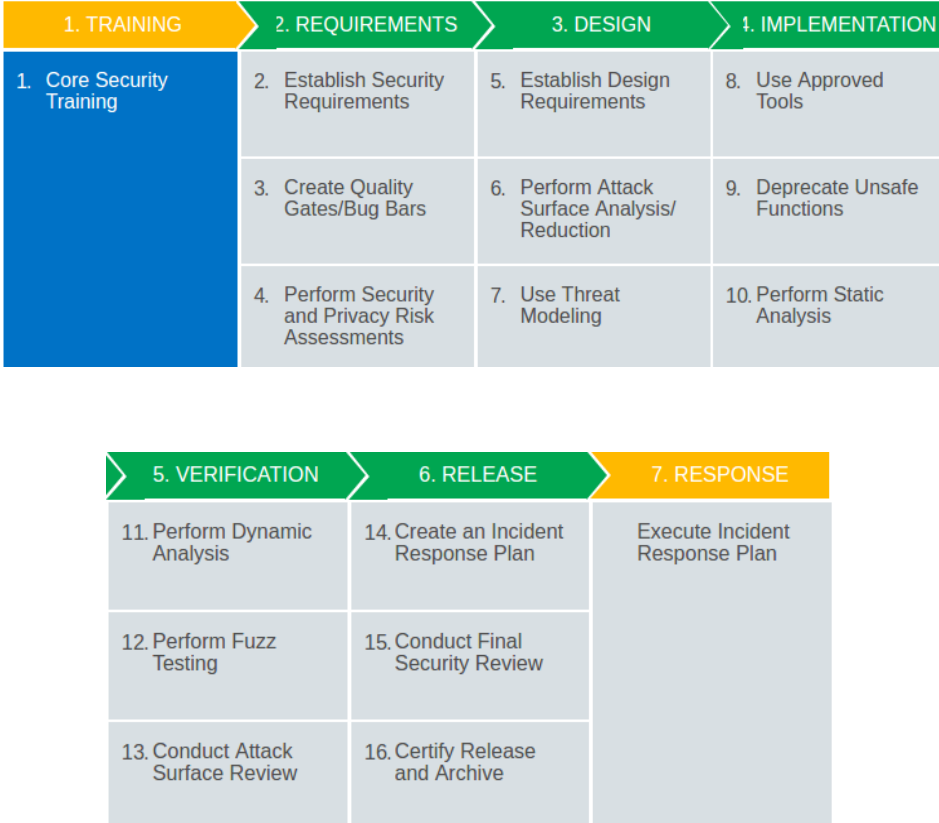 1. TRAINING
2. REQUIREMENTS
3. DESIGN
4. IMPLEMENTATION
1. Core Security
Training
2. Establish Security
Requirements
5. Establish Design
Requirements
8. Use Approved
Tools
3. Create Quality
Gates/Bug Bars
6. Perform Attack
Surface Analysis/
Reduction
9. Deprecate Unsafe
Functions
4. Perform Security
and Privacy Risk
Assessments
7. Use Threat
Modeling
10. Perform Static
Analysis
5. VERIFICATION
6. RELEASE
7. RESPONSE
11. Perform Dynamic
Analysis
14. Create an Incident
Response Plan
Execute Incident
Response Plan
12. Perform Fuzz
Testing
15. Conduct Final
Security Review
13. Conduct Attack
Surface Review
16. Certify Release
and Archive